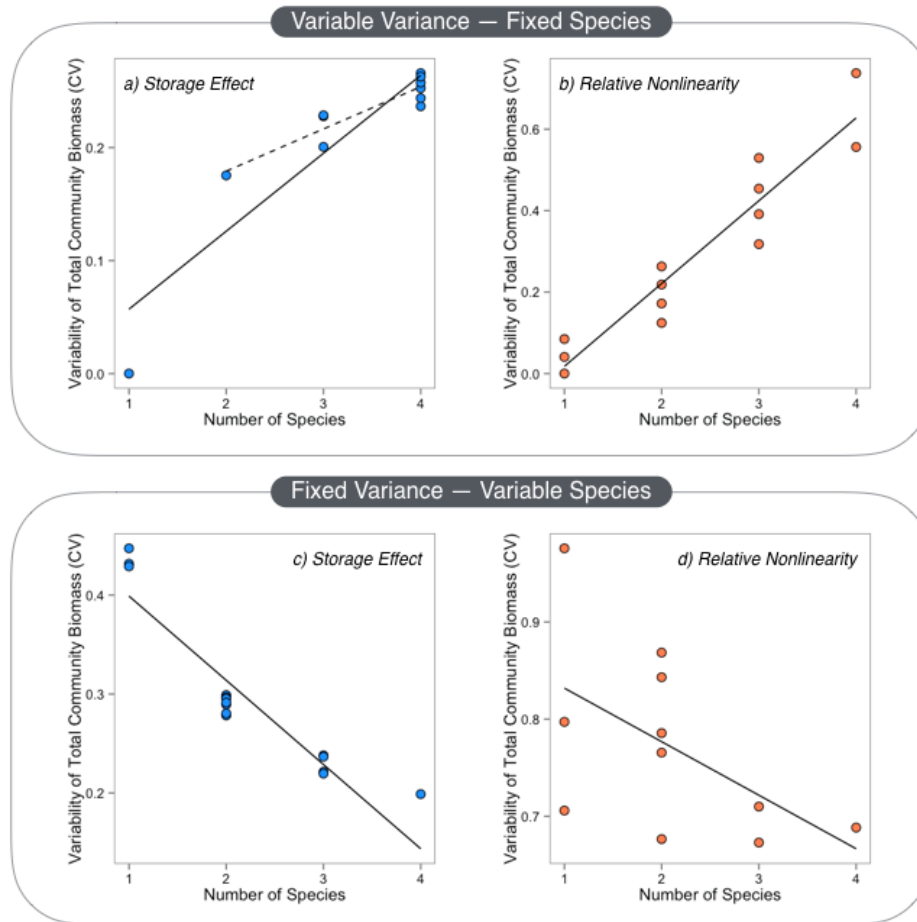 Variable Variance — Fixed Species
a) Storage Effect
b) Relative Nonlinearity
Variability of Total Community Biomass (CV)
0.2
0.1
0.0
1 2 3 4
Number of Species
Variability of Total Community Biomass (CV)
0.6
0.4
0.2
0.0
1 2 3 4
Number of Species
Fixed Variance — Variable Species
c) Storage Effect
d) Relative Nonlinearity
Variability of Total Community Biomass (CV)
0.4
0.3
0.2
1 2 3 4
Number of Species
Variability of Total Community Biomass (CV)
0.9
0.8
0.7
1 2 3 4
Number of Species